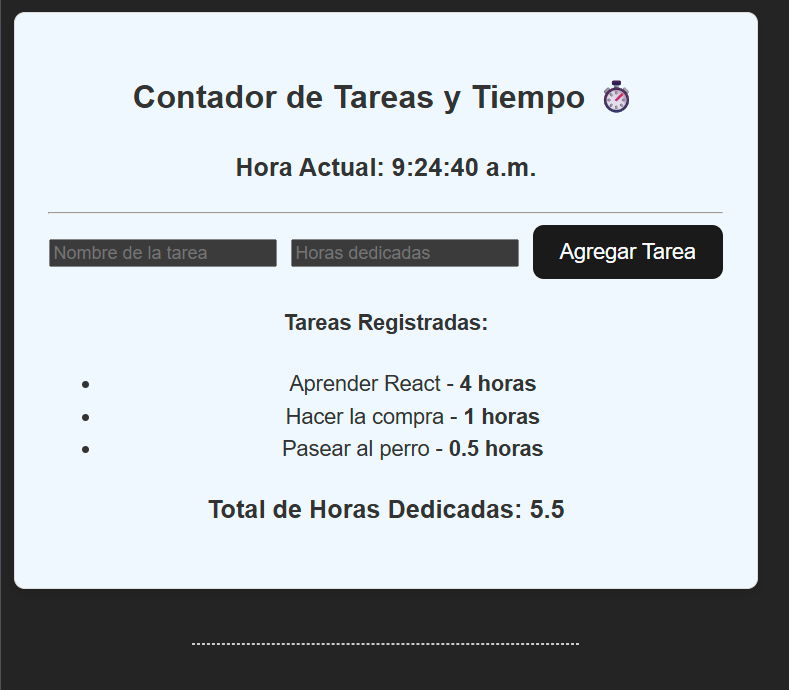 Contador de Tareas y Tiempo ⏱️
Hora Actual: 9:24:40 a.m.
Nombre de la tarea Horas dedicadas Agregar Tarea
Tareas Registradas:
• Aprender React - 4 horas
• Hacer la compra - 1 horas
• Pasear al perro - 0.5 horas
Total de Horas Dedicadas: 5.5